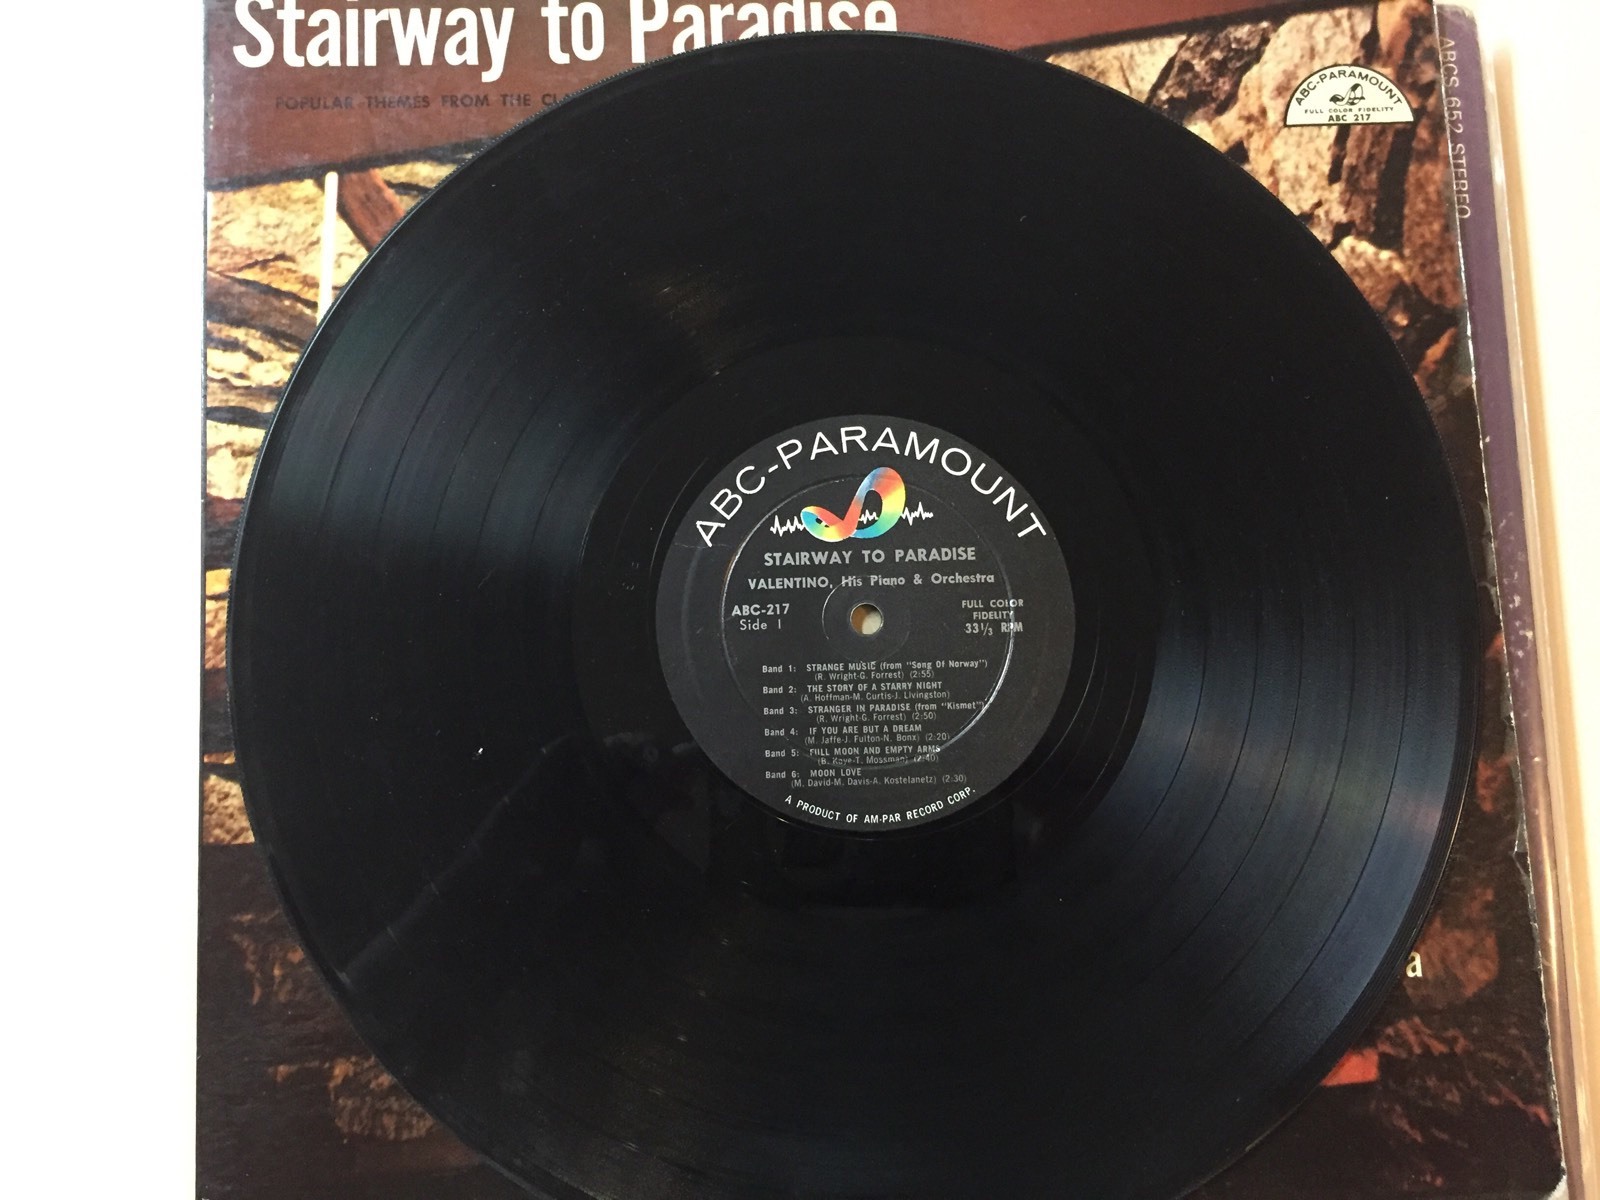 Stairway to Paradise
POPULAR THEMES FROM THE
ABC-PARAMOUNT
FULL COLOR FIDELITY
ABC 217
ABCS 652 STEREO
ABC-PARAMOUNT
STAIRWAY TO PARADISE
VALENTINO, His Piano & Orchestra
ABC-217
Side 1
FULL COLOR
FIDELITY
33 1/3 RPM
Band 1: STRANGE MUSIC (from "Song Of Norway")
(R. Wright-G. Forrest) (2:55)
Band 2: THE STORY OF A STARRY NIGHT
(A. Hoffman-M. Curtis-J. Livingston)
Band 3: STRANGER IN PARADISE (from "Kismet")
(R. Wright-G. Forrest) (2:50)
Band 4: IF YOU ARE BUT A DREAM
(M. Jaffe-J. Fulton-N. Bonx) (2:20)
Band 5: FULL MOON AND EMPTY ARMS
(B. Kaye-T. Mossman) (2:40)
Band 6: MOON LOVE
(M. David-M. Davis-A. Kostelanetz) (2:30)
A PRODUCT OF AM-PAR RECORD CORP.